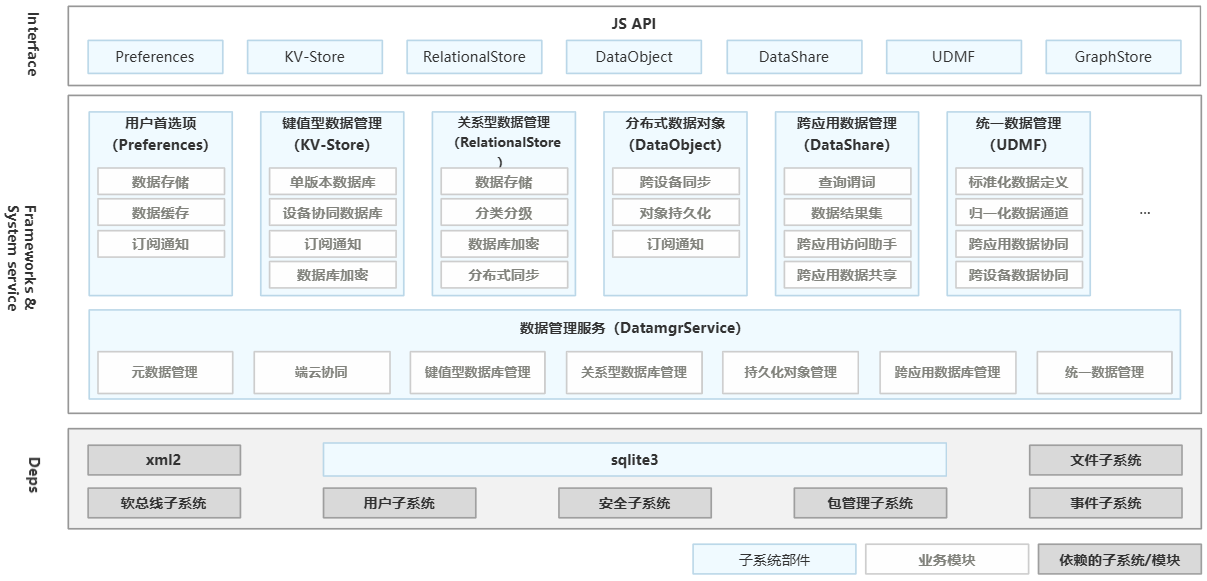 Interface
JS API
Preferences
KV-Store
RelationalStore
DataObject
DataShare
UDMF
GraphStore
Frameworks &
System service
用户首选项
（Preferences）
数据存储
数据缓存
订阅通知
键值型数据管理
（KV-Store）
单版本数据库
设备协同数据库
订阅通知
数据库加密
关系型数据管理
（RelationalStore
）
数据存储
分类分级
数据库加密
分布式同步
分布式数据对象
（DataObject）
跨设备同步
对象持久化
订阅通知
跨应用数据管理
（DataShare）
查询谓词
数据结果集
跨应用访问助手
跨应用数据共享
统一数据管理
（UDMF）
标准化数据定义
归一化数据通道
跨应用数据协同
跨设备数据协同
...
数据管理服务（DatamgrService）
元数据管理
端云协同
键值型数据库管理
关系型数据库管理
持久化对象管理
跨应用数据库管理
统一数据管理
Deps
xml2
sqlite3
文件子系统
软总线子系统
用户子系统
安全子系统
包管理子系统
事件子系统
子系统部件
业务模块
依赖的子系统/模块